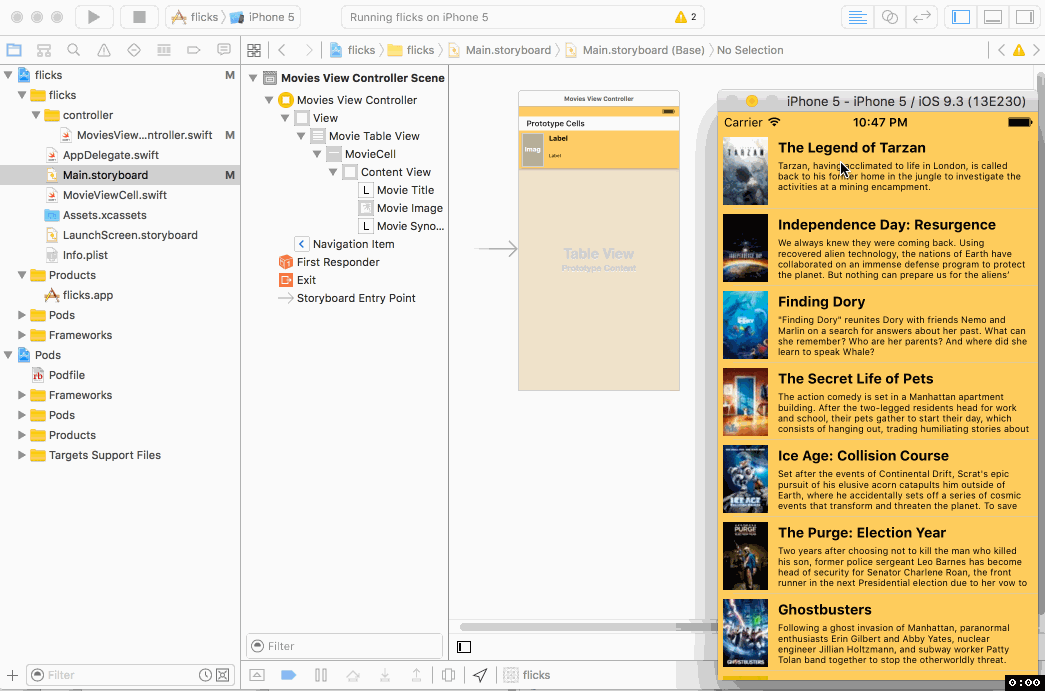 flicks
iPhone 5
Running flicks on iPhone 5
2
flicks
flicks
Main.storyboard
Main.storyboard (Base)
No Selection
flicks M
flicks
controller
MoviesView...ntroller.swift M
AppDelegate.swift
Main.storyboard M
MovieViewCell.swift
Assets.xcassets
LaunchScreen.storyboard
Info.plist
Products
flicks.app
Pods
Frameworks
Pods
Podfile
Frameworks
Pods
Products
Targets Support Files
Filter
Movies View Controller Scene
Movies View Controller
View
Movie Table View
MovieCell
Content View
L Movie Title
Movie Image
L Movie Syno...
Navigation Item
First Responder
Exit
Storyboard Entry Point
Filter
Movies View Controller
Prototype Cells
Imag
Label
Label
Table View
Prototype Content
flicks
iPhone 5 - iPhone 5 / iOS 9.3 (13E230)
Carrier 10:47 PM
TARZAN
The Legend of Tarzan
Tarzan, having acclimated to life in London, is called
back to his former home in the jungle to investigate the
activities at a mining encampment.
Independence Day: Resurgence
We always knew they were coming back. Using
recovered alien technology, the nations of Earth have
collaborated on an immense defense program to protect
the planet. But nothing can prepare us for the aliens'
Finding Dory
"Finding Dory" reunites Dory with friends Nemo and
Marlin on a search for answers about her past. What can
she remember? Who are her parents? And where did she
learn to speak Whale?
The Secret Life of Pets
The action comedy is set in a Manhattan apartment
building. After the two-legged residents head for work
and school, their pets gather to start their day, which
consists of hanging out, trading humiliating stories about
ICE AGE
Ice Age: Collision Course
Set after the events of Continental Drift, Scrat's epic
pursuit of his elusive acorn catapults him outside of
Earth, where he accidentally sets off a series of cosmic
events that transform and threaten the planet. To save
PURGE
The Purge: Election Year
Two years after choosing not to kill the man who killed
his son, former police sergeant Leo Barnes has become
head of security for Senator Charlene Roan, the front
runner in the next Presidential election due to her vow to
GHOSTBUSTERS
Ghostbusters
Following a ghost invasion of Manhattan, paranormal
enthusiasts Erin Gilbert and Abby Yates, nuclear
engineer Jillian Holtzmann, and subway worker Patty
Tolan band together to stop the otherworldly threat.
0:00